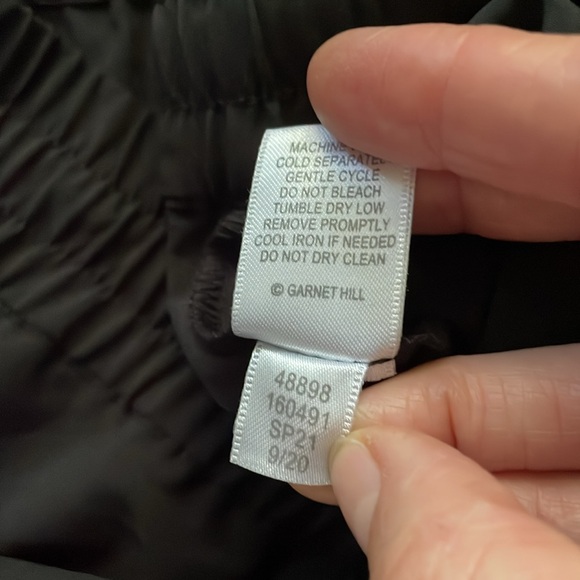 MACHINE
COLD SEPARATELY
GENTLE CYCLE
DO NOT BLEACH
TUMBLE DRY LOW
REMOVE PROMPTLY
COOL IRON IF NEEDED
DO NOT DRY CLEAN
© GARNET HILL
48898
160491
SP21
9/20